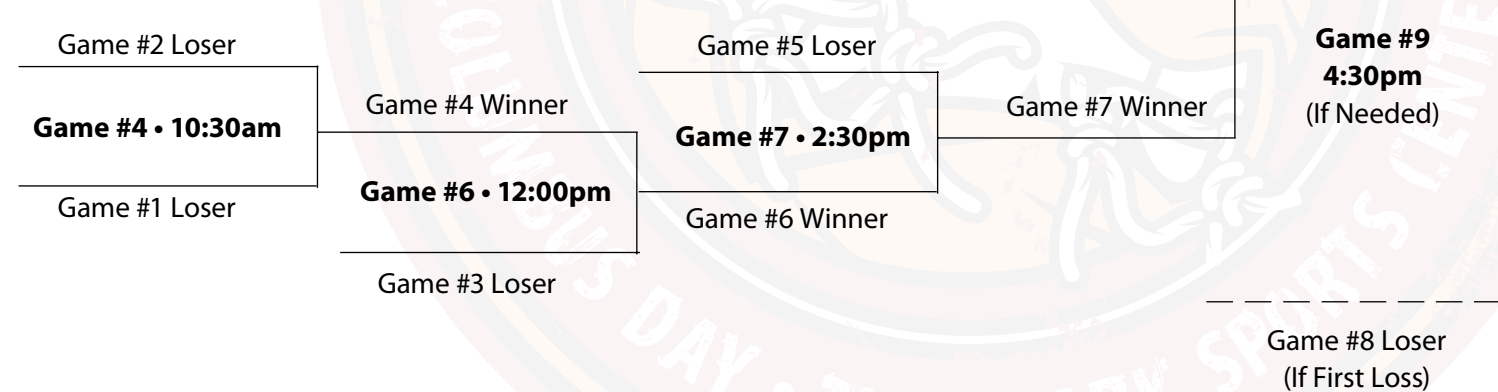 Game #2 Loser
Game #4 • 10:30am
Game #1 Loser
Game #4 Winner
Game #6 • 12:00pm
Game #3 Loser
Game #5 Loser
Game #7 • 2:30pm
Game #6 Winner
Game #7 Winner
Game #9
4:30pm
(If Needed)
Game #8 Loser
(If First Loss)
DAY
SPORTS